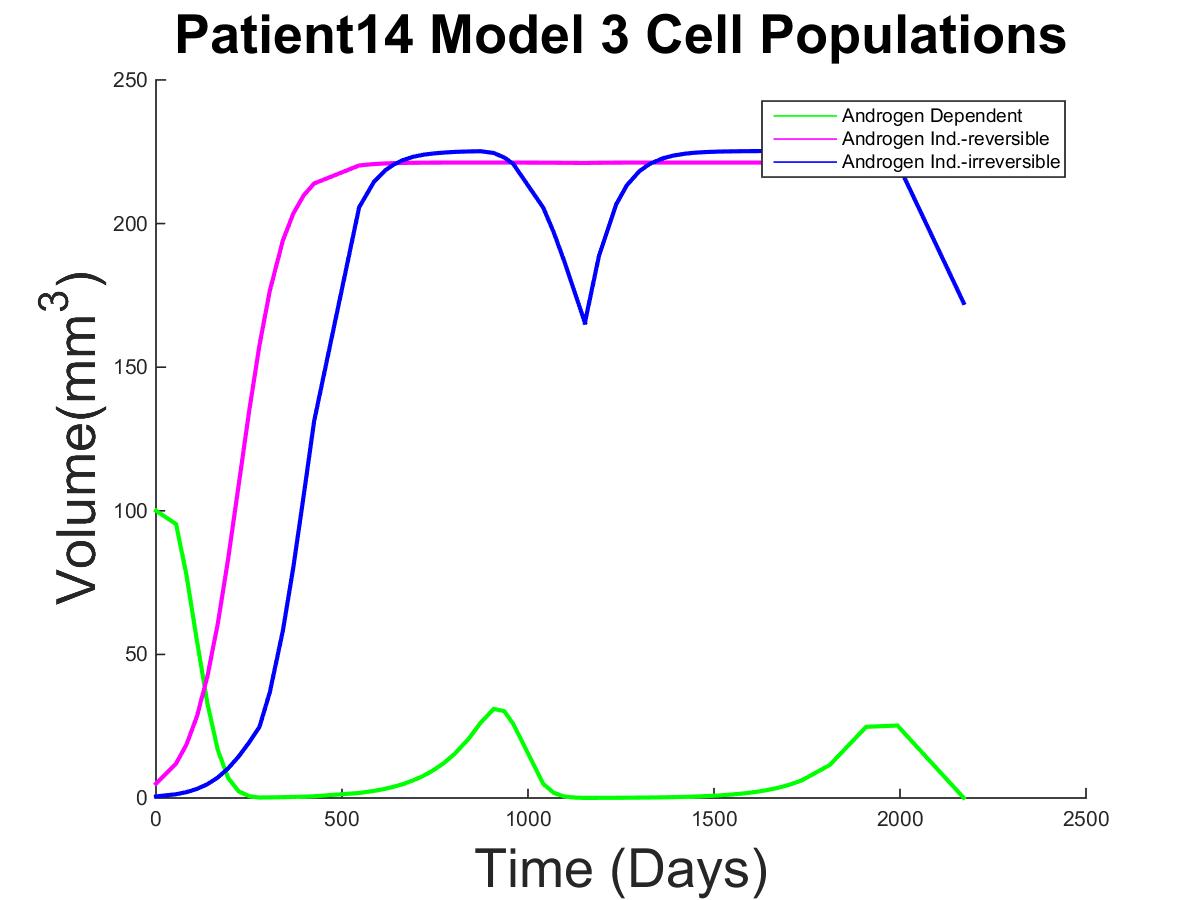 Patient14 Model 3 Cell Populations
250
200
150
100
50
0
Volume(mm³)
Androgen Dependent
Androgen Ind.-reversible
Androgen Ind.-irreversible
0 500 1000 1500 2000 2500
Time (Days)